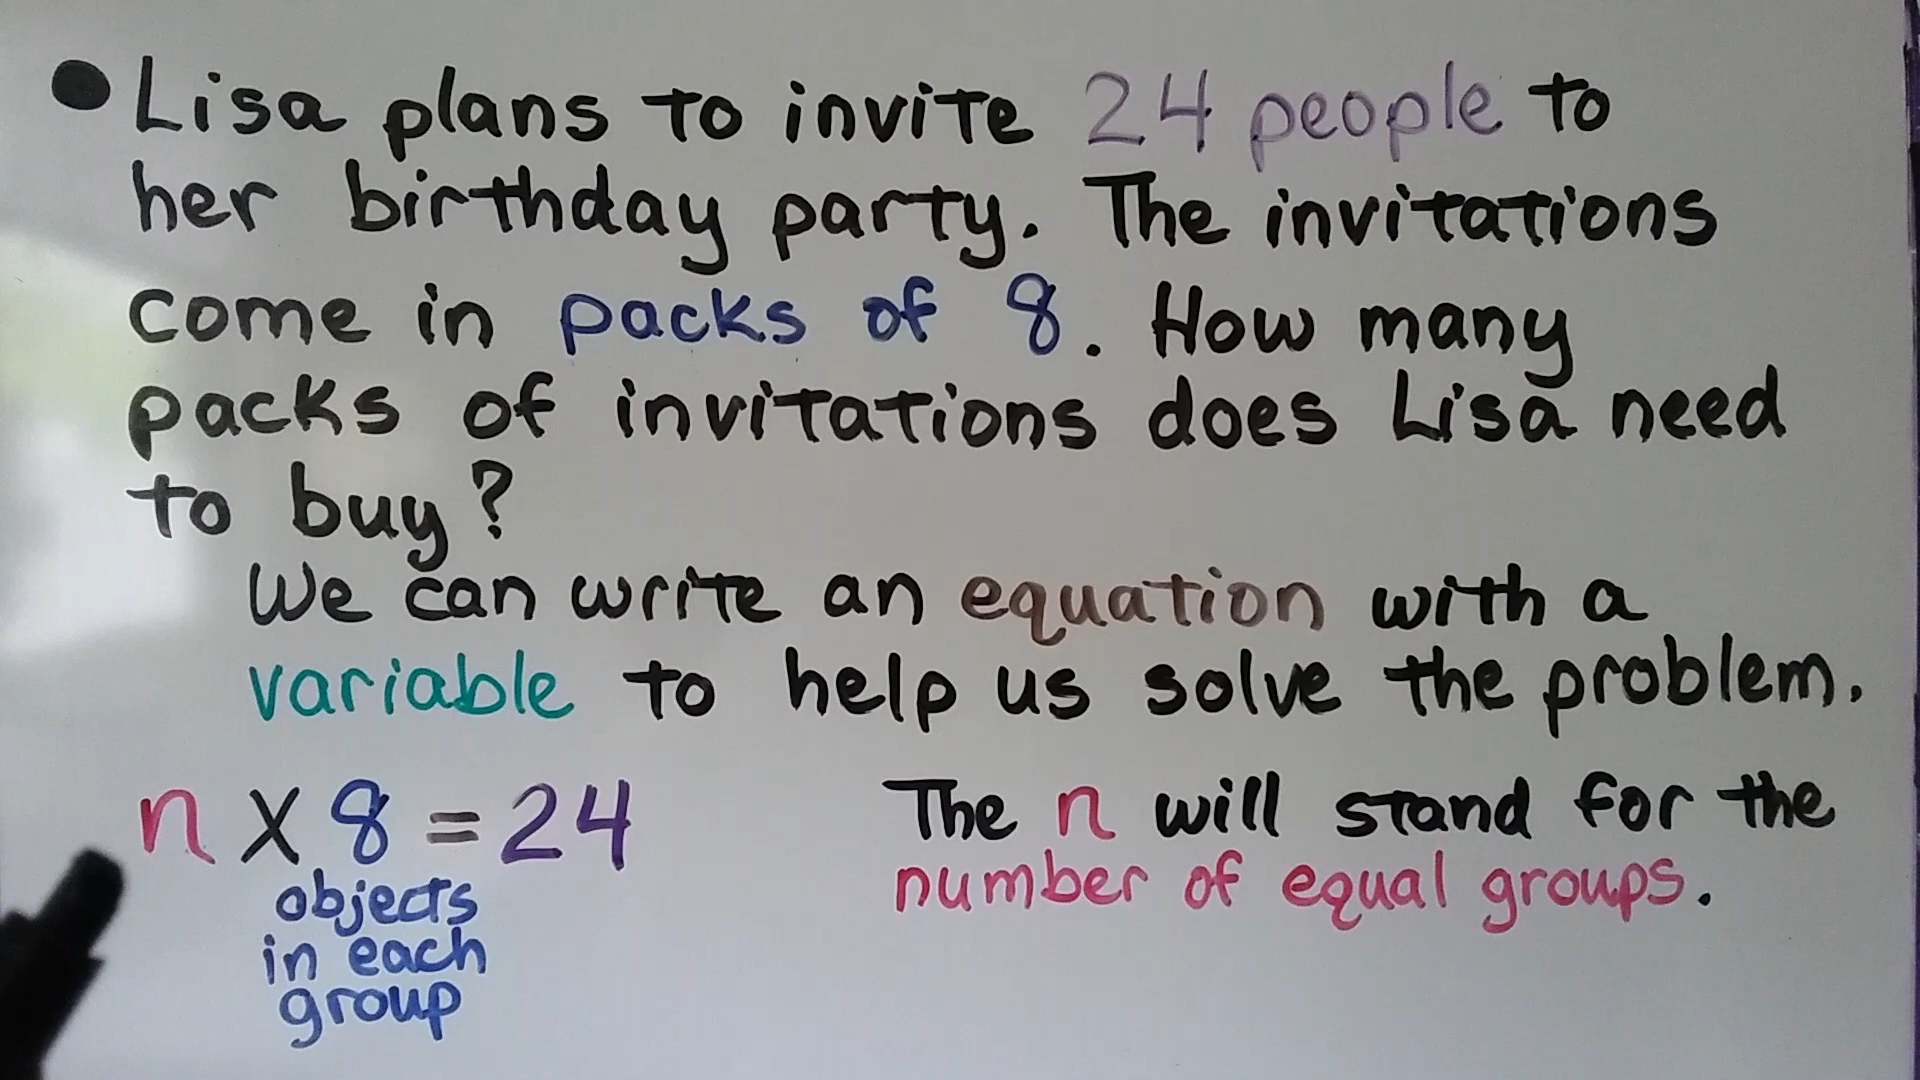 • Lisa plans to invite 24 people to
her birthday party. The invitations
come in packs of 8. How many
packs of invitations does Lisa need
to buy?
We can write an equation with a
variable to help us solve the problem.
n x 8 = 24
objects
in each
group
The n will stand for the
number of equal groups.